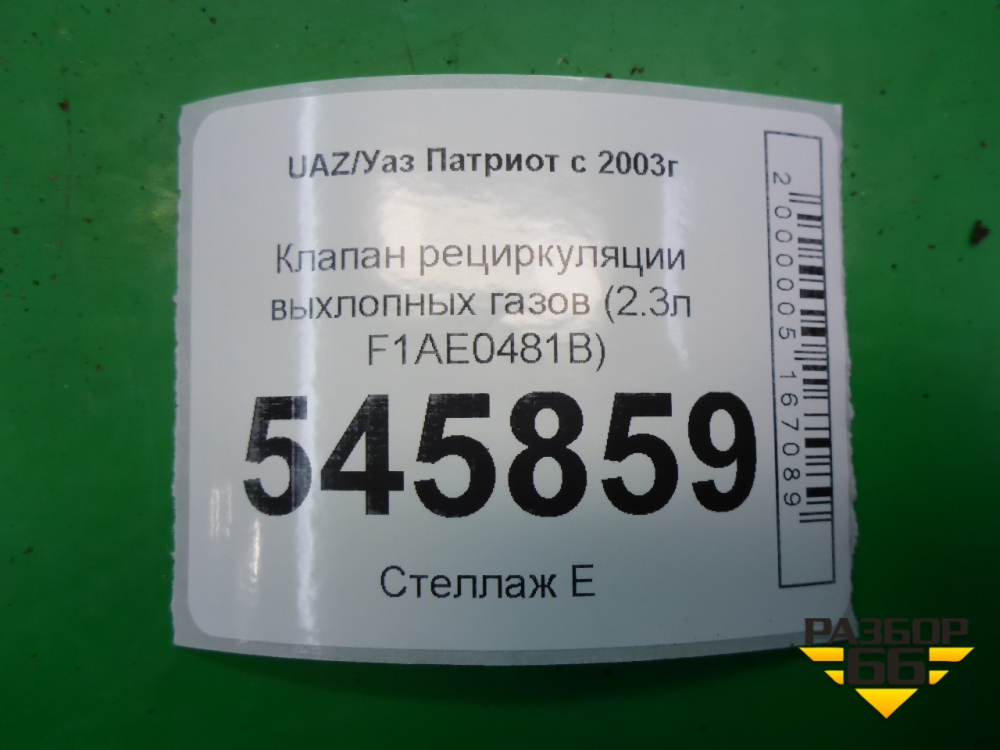 UAZ/Уаз Патриот с 2003г
Клапан рециркуляции
выхлопных газов (2.3л
F1AE0481B)
545859
Стеллаж Е
2000005167089
РАЗБОР
66